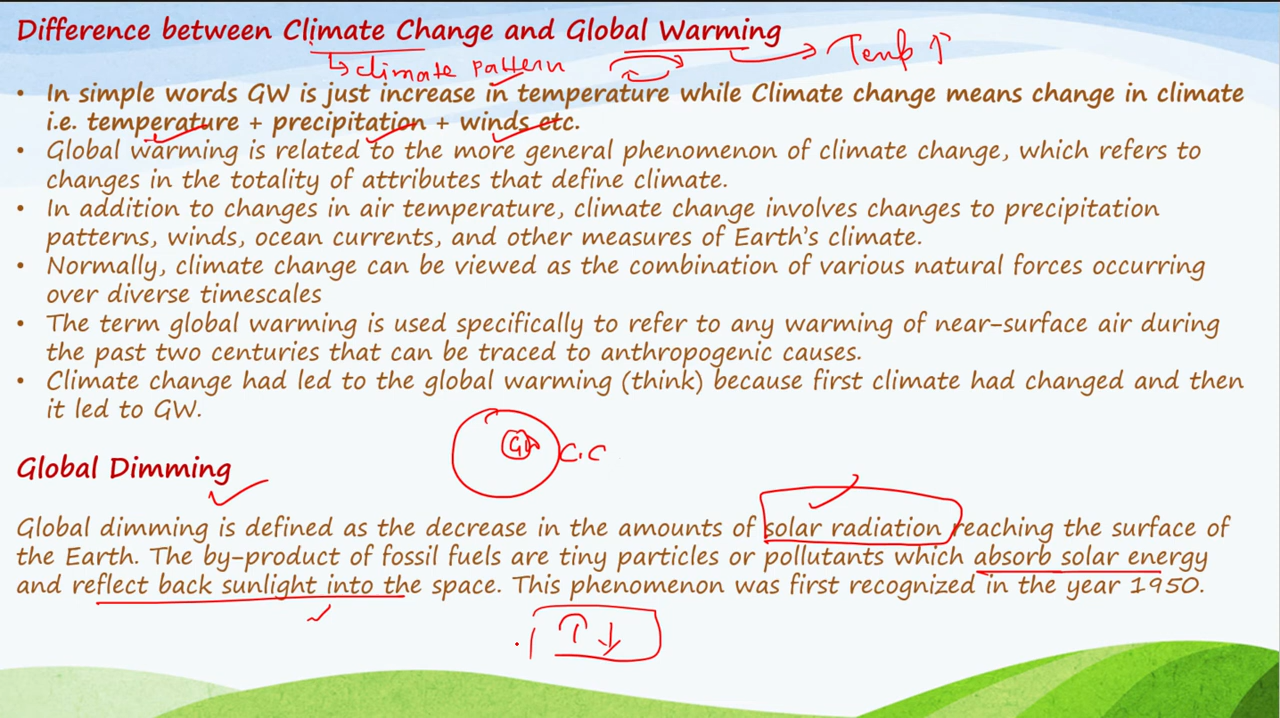 Difference between Climate Change and Global Warming
climate pattern
Temp ↑
• In simple words GW is just increase in temperature while Climate change means change in climate
i.e. temperature + precipitation + winds etc.
• Global warming is related to the more general phenomenon of climate change, which refers to
changes in the totality of attributes that define climate.
• In addition to changes in air temperature, climate change involves changes to precipitation
patterns, winds, ocean currents, and other measures of Earth's climate.
• Normally, climate change can be viewed as the combination of various natural forces occurring
over diverse timescales
• The term global warming is used specifically to refer to any warming of near-surface air during
the past two centuries that can be traced to anthropogenic causes.
• Climate change had led to the global warming (think) because first climate had changed and then
it led to GW.
GW
C.C
Global Dimming
Global dimming is defined as the decrease in the amounts of solar radiation reaching the surface of
the Earth. The by-product of fossil fuels are tiny particles or pollutants which absorb solar energy
and reflect back sunlight into the space. This phenomenon was first recognized in the year 1950.
↑ ↓